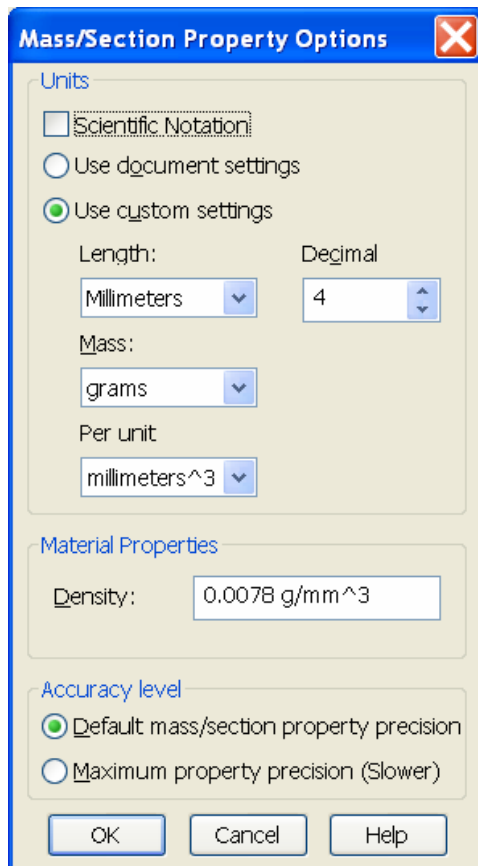 Mass/Section Property Options
Units
Scientific Notation
Use document settings
Use custom settings
Length: Decimal
Millimeters 4
Mass:
grams
Per unit
millimeters^3
Material Properties
Density: 0.0078 g/mm^3
Accuracy level
Default mass/section property precision
Maximum property precision (Slower)
OK Cancel Help